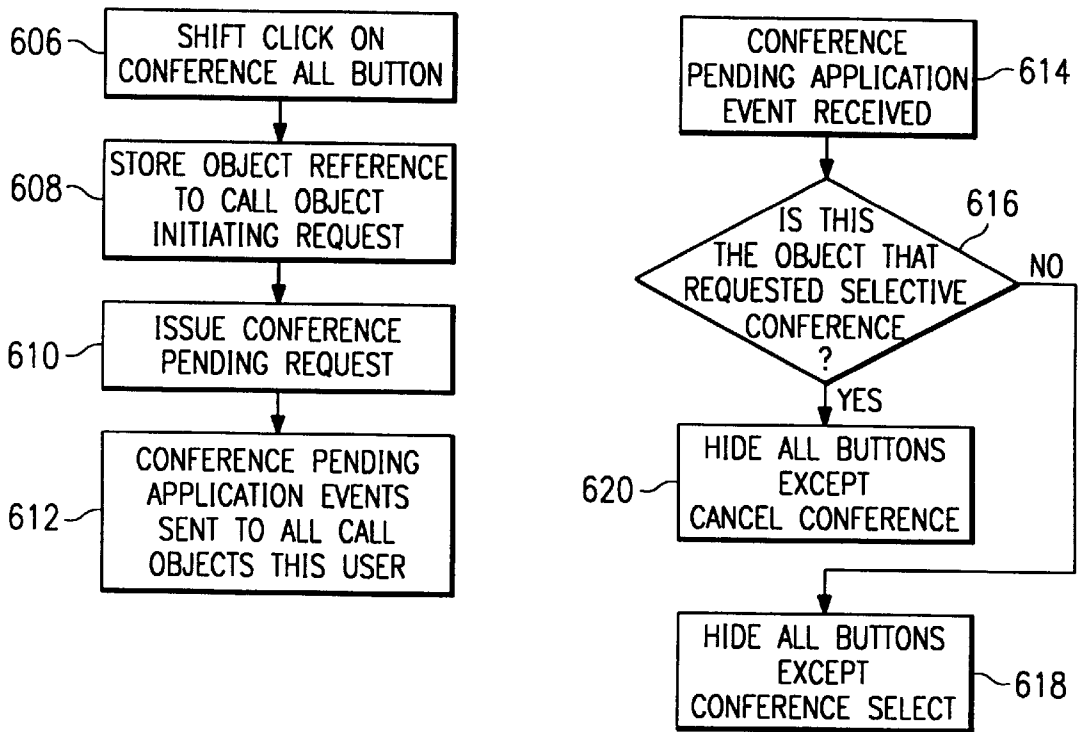 606
SHIFT CLICK ON
CONFERENCE ALL BUTTON
608
STORE OBJECT REFERENCE
TO CALL OBJECT
INITIATING REQUEST
610
ISSUE CONFERENCE
PENDING REQUEST
612
CONFERENCE PENDING
APPLICATION EVENTS
SENT TO ALL CALL
OBJECTS THIS USER
CONFERENCE
PENDING APPLICATION
EVENT RECEIVED
614
IS THIS
THE OBJECT THAT
REQUESTED SELECTIVE
CONFERENCE
?
616
NO
YES
620
HIDE ALL BUTTONS
EXCEPT
CANCEL CONFERENCE
HIDE ALL BUTTONS
EXCEPT
CONFERENCE SELECT
618